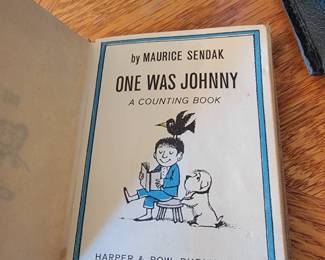 by MAURICE SENDAK
ONE WAS JOHNNY
A COUNTING BOOK
HARPER & ROW